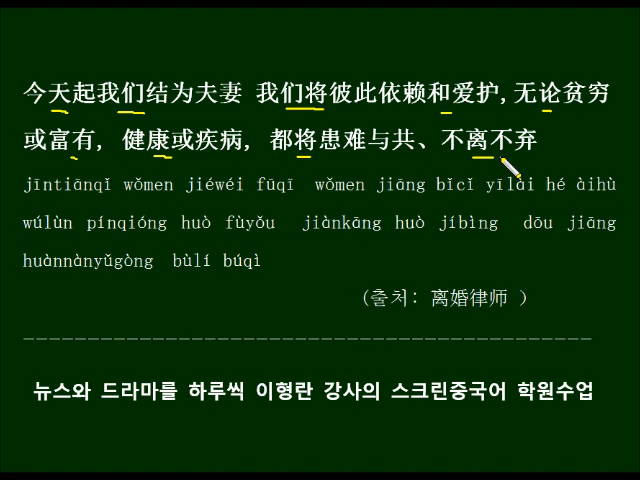 今天起我们结为夫妻 我们将彼此依赖和爱护, 无论贫穷
或富有, 健康或疾病, 都将患难与共、不离不弃
jīntiānqǐ wǒmen jiéwéi fūqī wǒmen jiāng bǐcǐ yīlài hé àihù
wúlùn pínqióng huò fùyǒu jiànkāng huò jíbìng dōu jiāng
huànnànyǔgòng bùlí búqì
(출처: 离婚律师 )
뉴스와 드라마를 하루씩 이형란 강사의 스크린중국어 학원수업